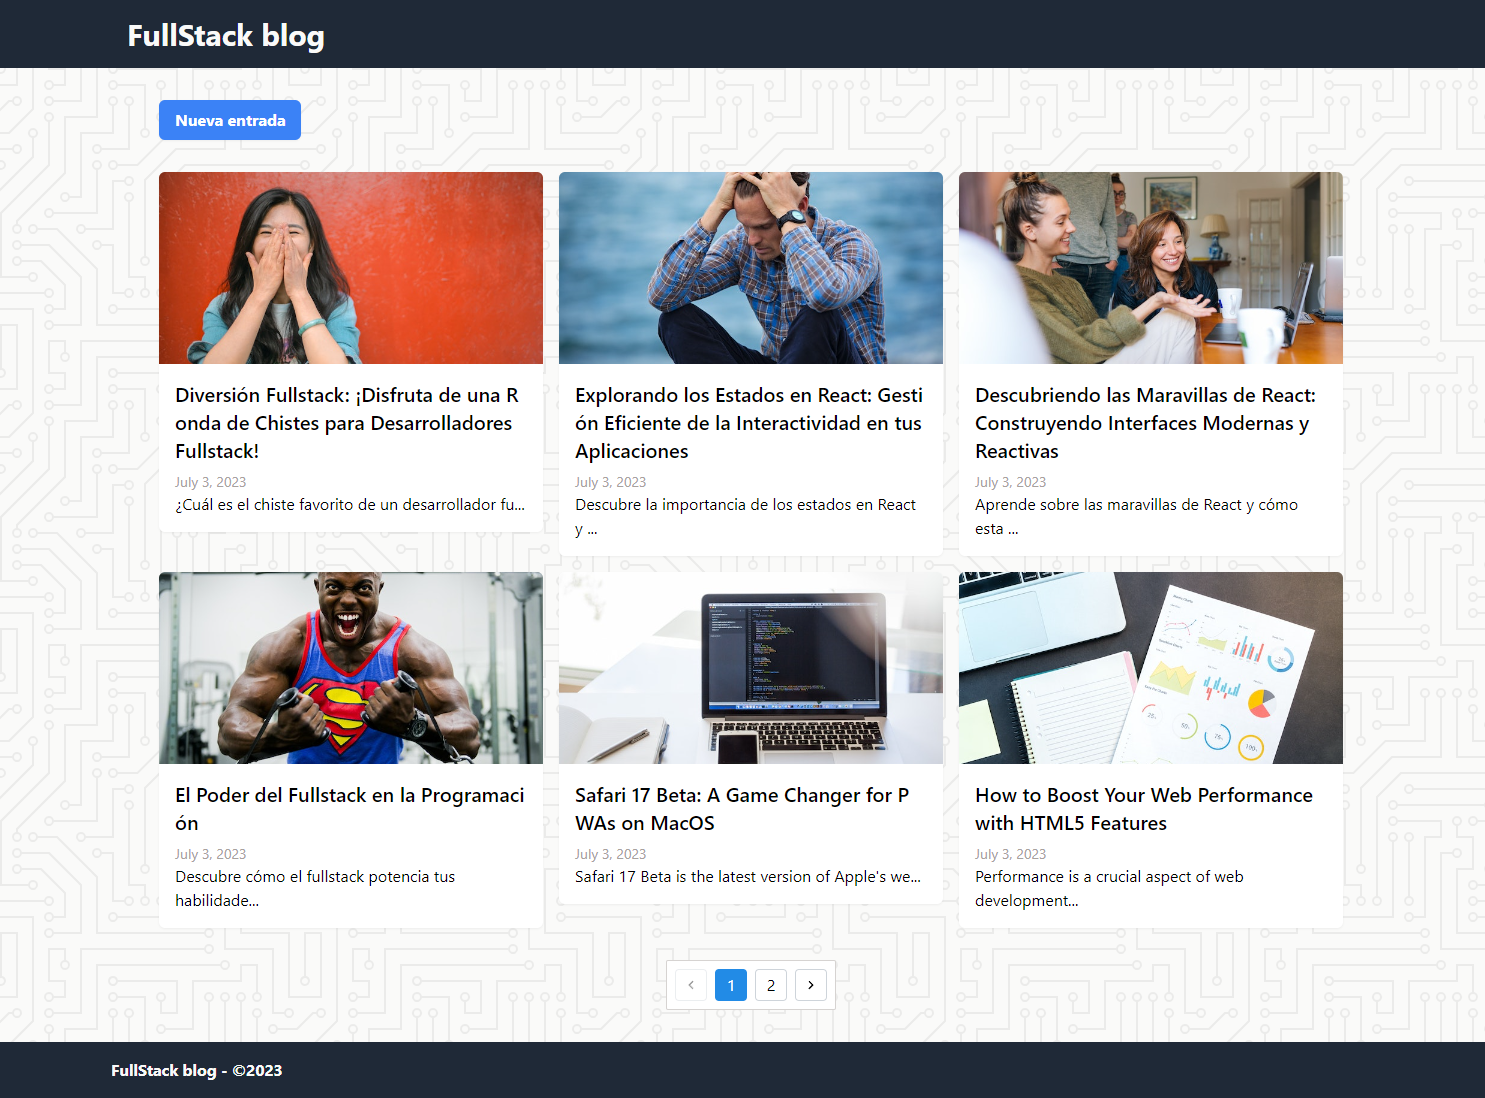 FullStack blog
Nueva entrada
Diversión Fullstack: ¡Disfruta de una R
onda de Chistes para Desarrolladores
Fullstack!
July 3, 2023
¿Cuál es el chiste favorito de un desarrollador fu...
Explorando los Estados en React: Gesti
ón Eficiente de la Interactividad en tus
Aplicaciones
July 3, 2023
Descubre la importancia de los estados en React
y ...
Descubriendo las Maravillas de React:
Construyendo Interfaces Modernas y
Reactivas
July 3, 2023
Aprende sobre las maravillas de React y cómo
esta ...
El Poder del Fullstack en la Programaci
ón
July 3, 2023
Descubre cómo el fullstack potencia tus
habilidade...
Safari 17 Beta: A Game Changer for P
WAs on MacOS
July 3, 2023
Safari 17 Beta is the latest version of Apple's we...
How to Boost Your Web Performance
with HTML5 Features
July 3, 2023
Performance is a crucial aspect of web
development...
1 2
FullStack blog - ©2023